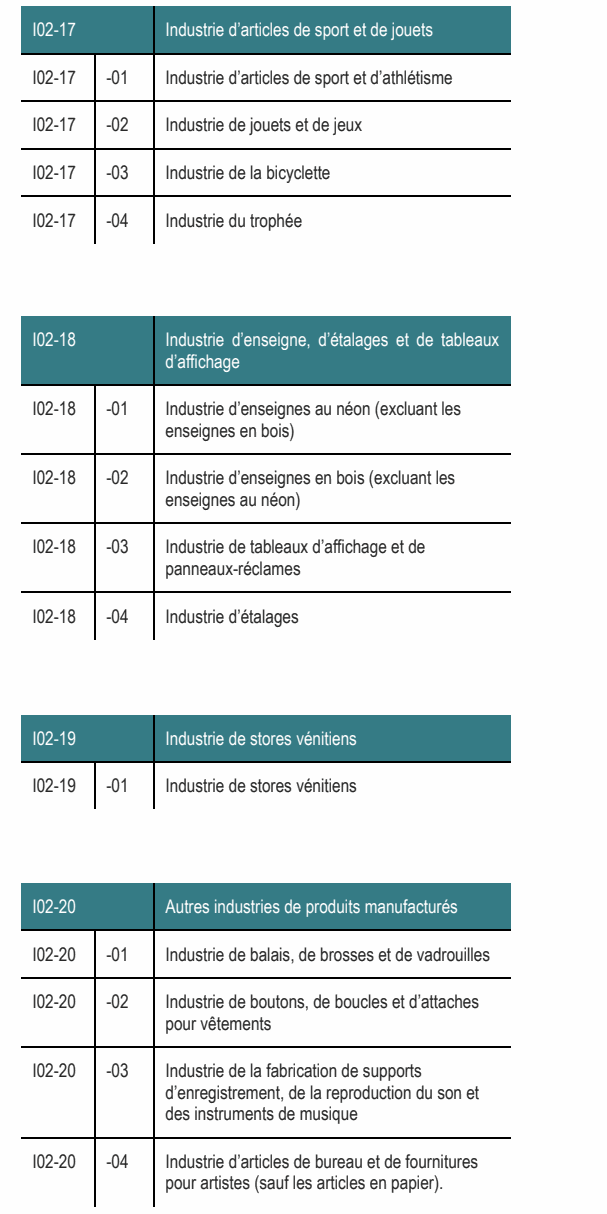 I02-17 Industrie d’articles de sport et de jouets
I02-17 -01 Industrie d’articles de sport et d’athlétisme
I02-17 -02 Industrie de jouets et de jeux
I02-17 -03 Industrie de la bicyclette
I02-17 -04 Industrie du trophée
I02-18 Industrie d’enseigne, d’étalages et de tableaux
d’affichage
I02-18 -01 Industrie d’enseignes au néon (excluant les
enseignes en bois)
I02-18 -02 Industrie d’enseignes en bois (excluant les
enseignes au néon)
I02-18 -03 Industrie de tableaux d’affichage et de
panneaux-réclames
I02-18 -04 Industrie d’étalages
I02-19 Industrie de stores vénitiens
I02-19 -01 Industrie de stores vénitiens
I02-20 Autres industries de produits manufacturés
I02-20 -01 Industrie de balais, de brosses et de vadrouilles
I02-20 -02 Industrie de boutons, de boucles et d’attaches
pour vêtements
I02-20 -03 Industrie de la fabrication de supports
d’enregistrement, de la reproduction du son et
des instruments de musique
I02-20 -04 Industrie d’articles de bureau et de fournitures
pour artistes (sauf les articles en papier).